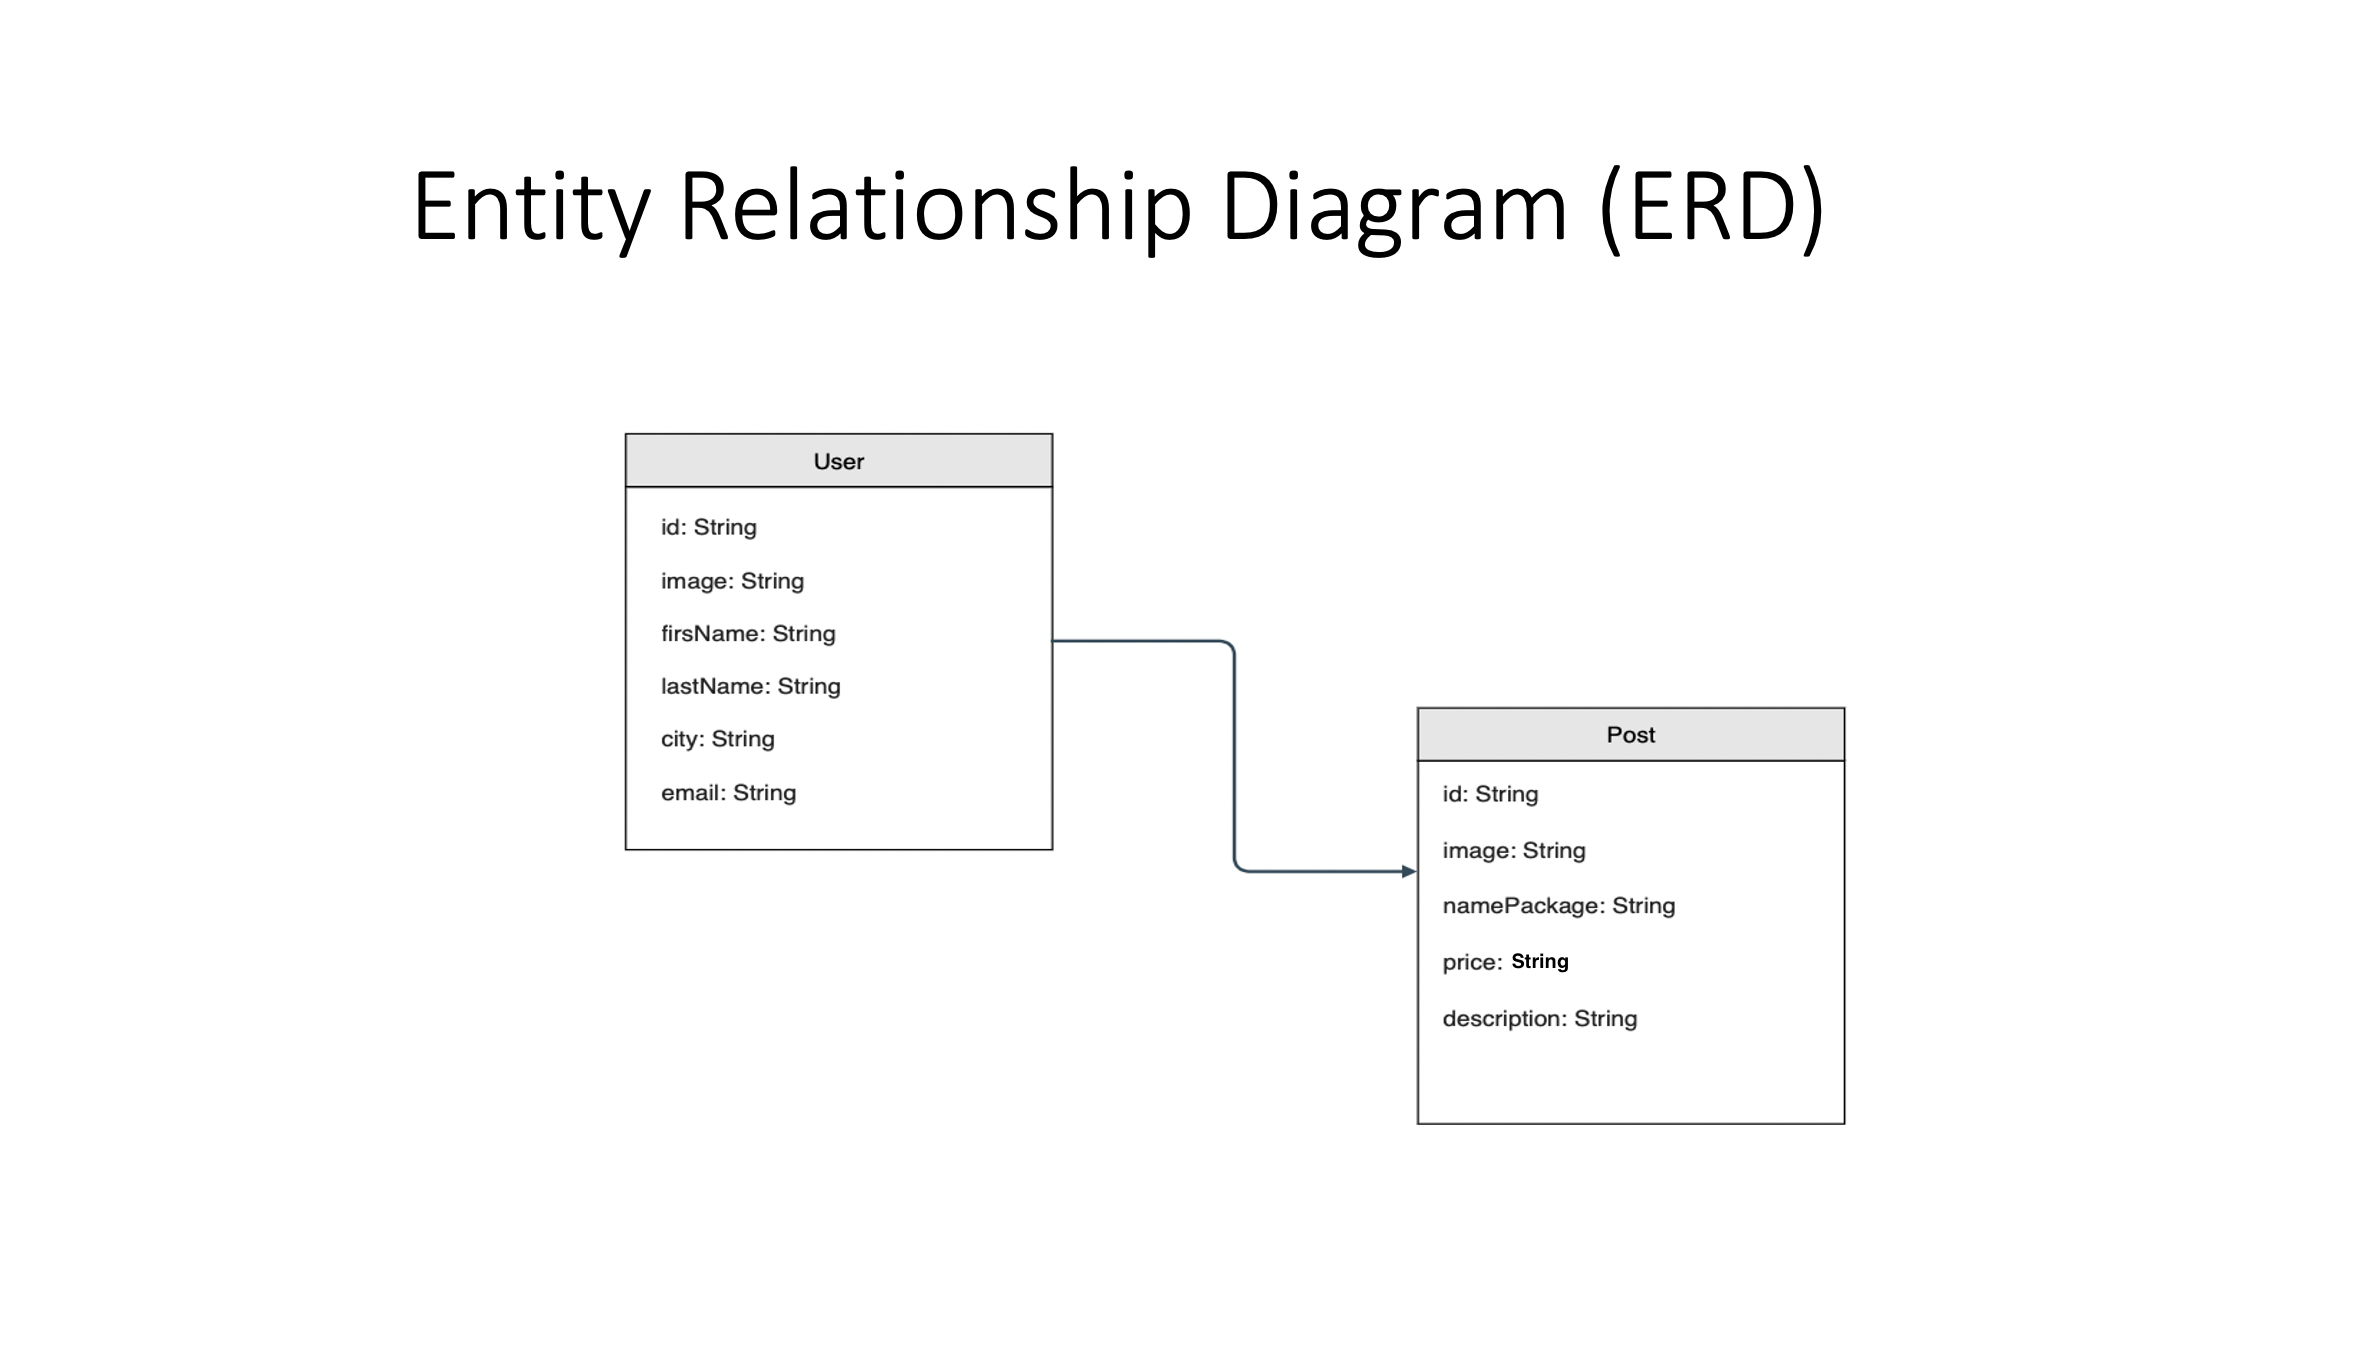 Entity Relationship Diagram (ERD)
User
id: String
image: String
firsName: String
lastName: String
city: String
email: String
Post
id: String
image: String
namePackage: String
price: String
description: String